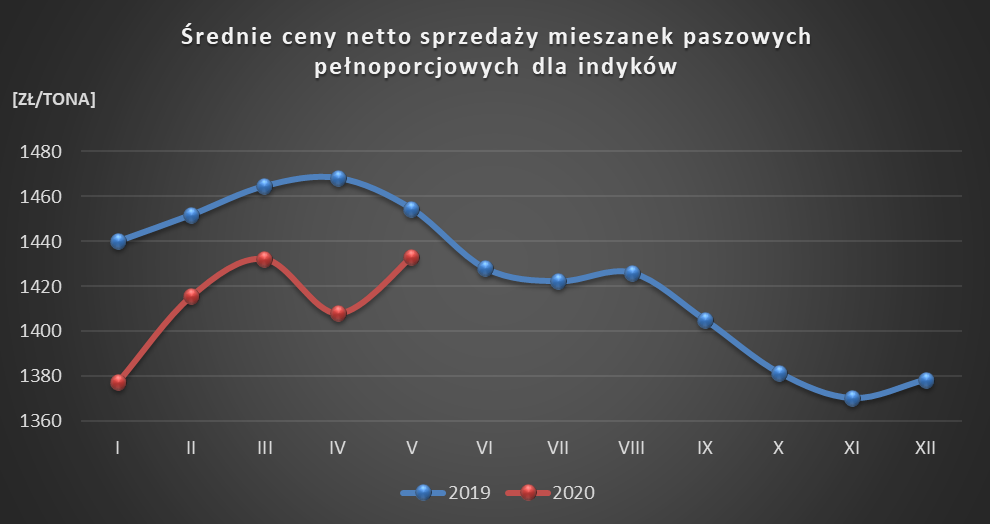 Średnie ceny netto sprzedaży mieszanek paszowych
pełnoporcjowych dla indyków
[ZŁ/TONA]
1480
1460
1440
1420
1400
1380
1360
I II III IV V VI VII VIII IX X XI XII
2019 2020